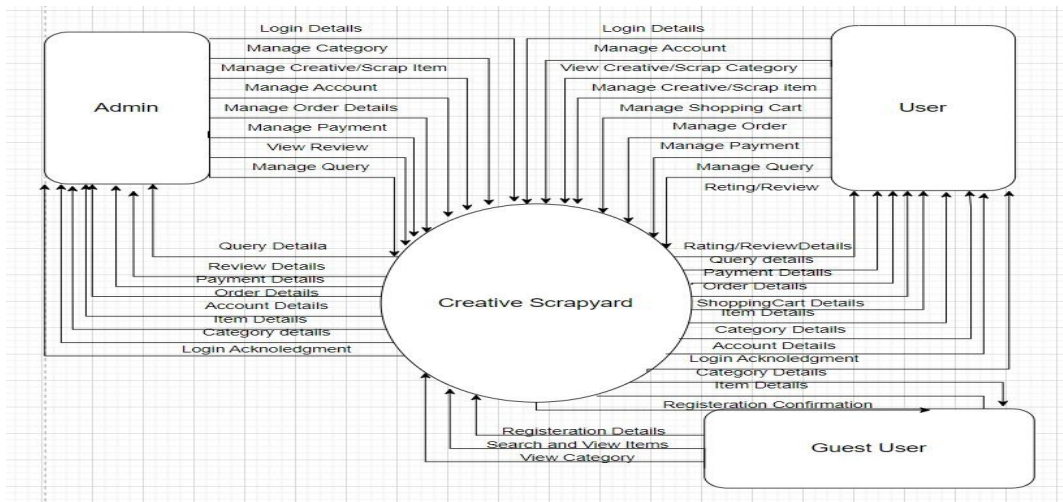 Login Details
Manage Category
Manage Creative/Scrap Item
Manage Account
Manage Order Details
Manage Payment
View Review
Manage Query
Admin
Login Details
Manage Account
View Creative/Scrap Category
Manage Creative/Scrap item
Manage Shopping Cart
Manage Order
Manage Payment
Manage Query
Reting/Review
User
Query Detaila
Review Details
Payment Details
Order Details
Account Details
Item Details
Category details
Login Acknoledgment
Creative Scrapyard
Rating/ReviewDetails
Query details
Payment Details
Order Details
ShoppingCart Details
Item Details
Category Details
Account Details
Login Acknoledgment
Category Details
Item Details
Registeration Confirmation
Registeration Details
Search and View Items
View Category
Guest User